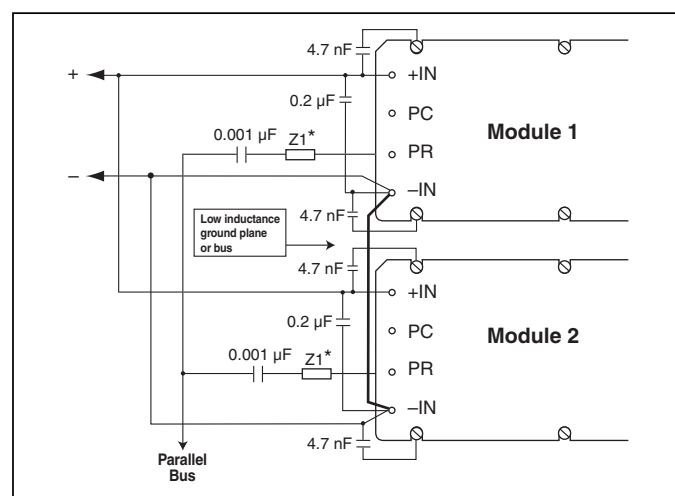 4.7 nF
+
+IN
0.2 µF
PC
Module 1
0.001 µF
Z1*
PR
–
–IN
4.7 nF
Low inductance
ground plane
or bus
4.7 nF
+IN
0.2 µF
PC
Module 2
0.001 µF
Z1*
PR
–IN
4.7 nF
Parallel
Bus